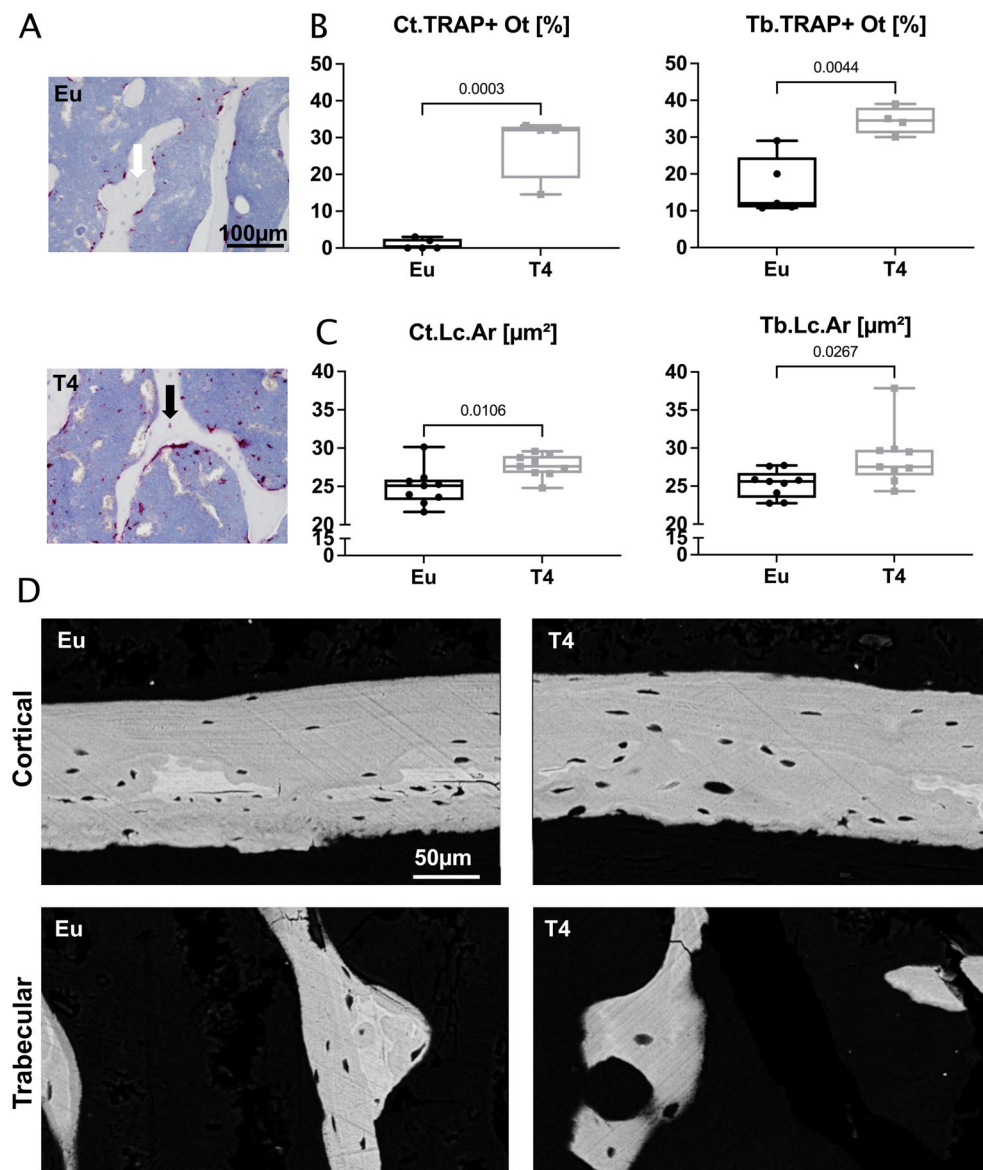 A
Eu
100µm
T4
B
Ct.TRAP+ Ot [%]
50
40
30
20
10
0
0.0003
Eu
T4
Tb.TRAP+ Ot [%]
50
40
30
20
10
0
0.0044
Eu
T4
C
Ct.Lc.Ar [µm²]
40
35
30
25
20
15
0
0.0106
Eu
T4
Tb.Lc.Ar [µm²]
40
35
30
25
20
15
0
0.0267
Eu
T4
D
Cortical
Eu
50µm
T4
Trabecular
Eu
T4